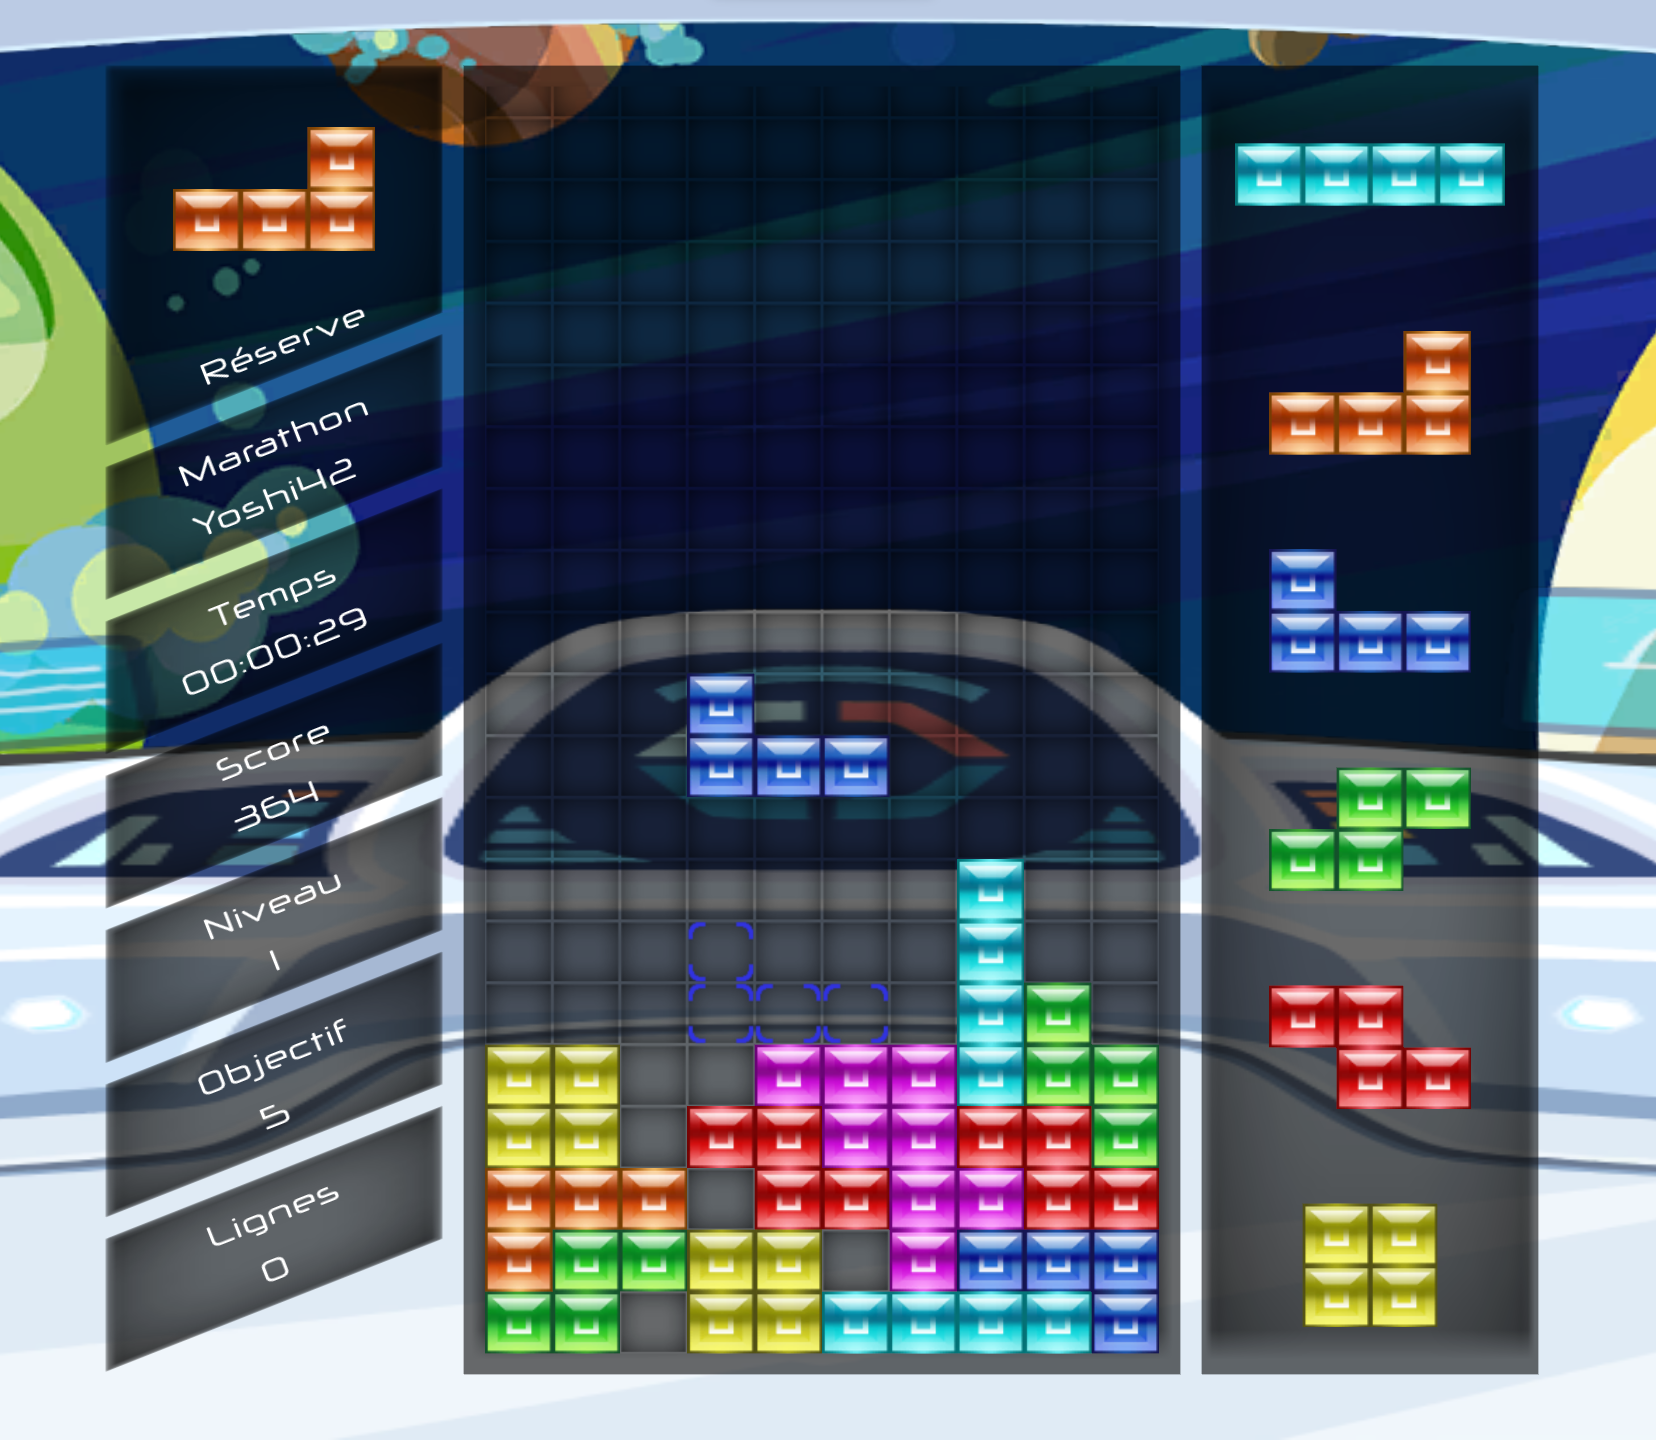 Réserve
Marathon
Yoshi42
Temps
00:00:29
Score
364
Niveau
1
Objectif
5
Lignes
0